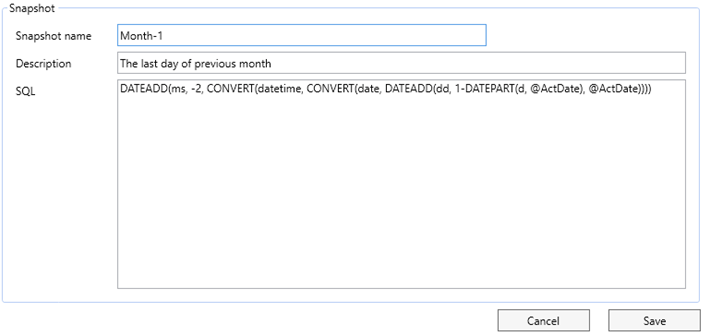 Snapshot
Snapshot name Month-1
Description The last day of previous month
SQL DATEADD(ms, -2, CONVERT(datetime, CONVERT(date, DATEADD(dd, 1-DATEPART(d, @ActDate), @ActDate))))
Cancel Save